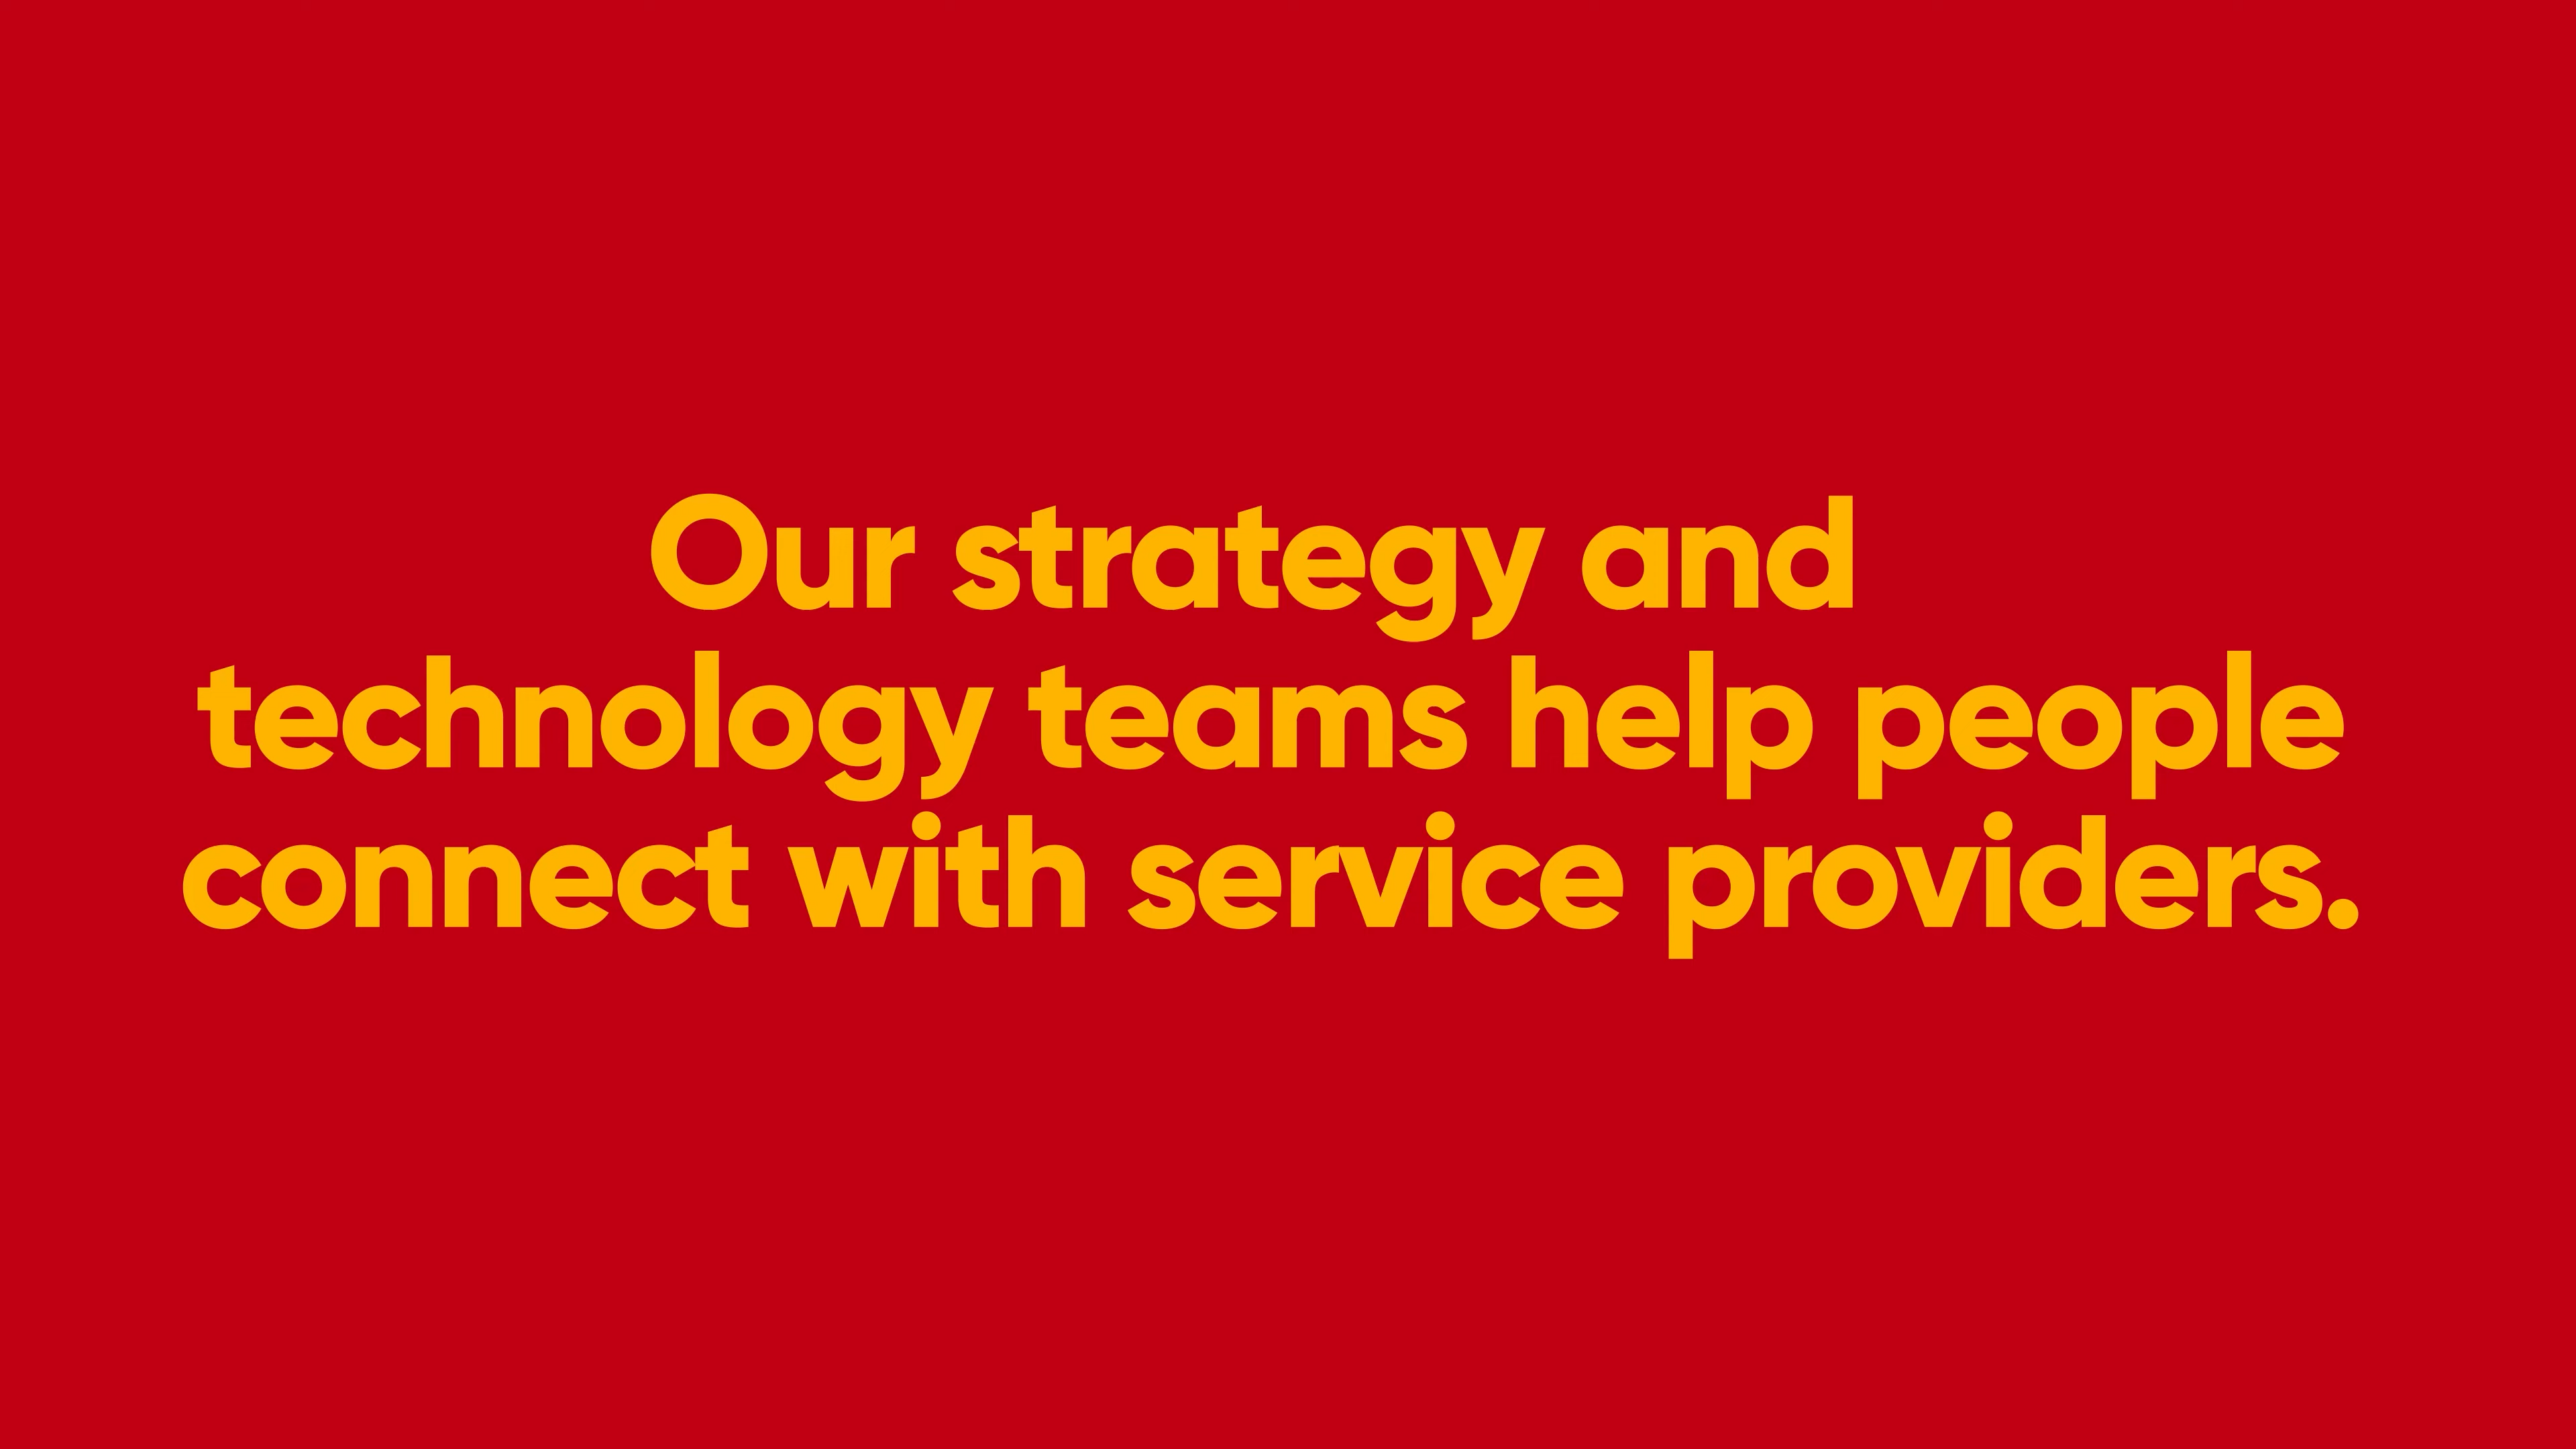 Our strategy and
technology teams help people
connect with service providers.